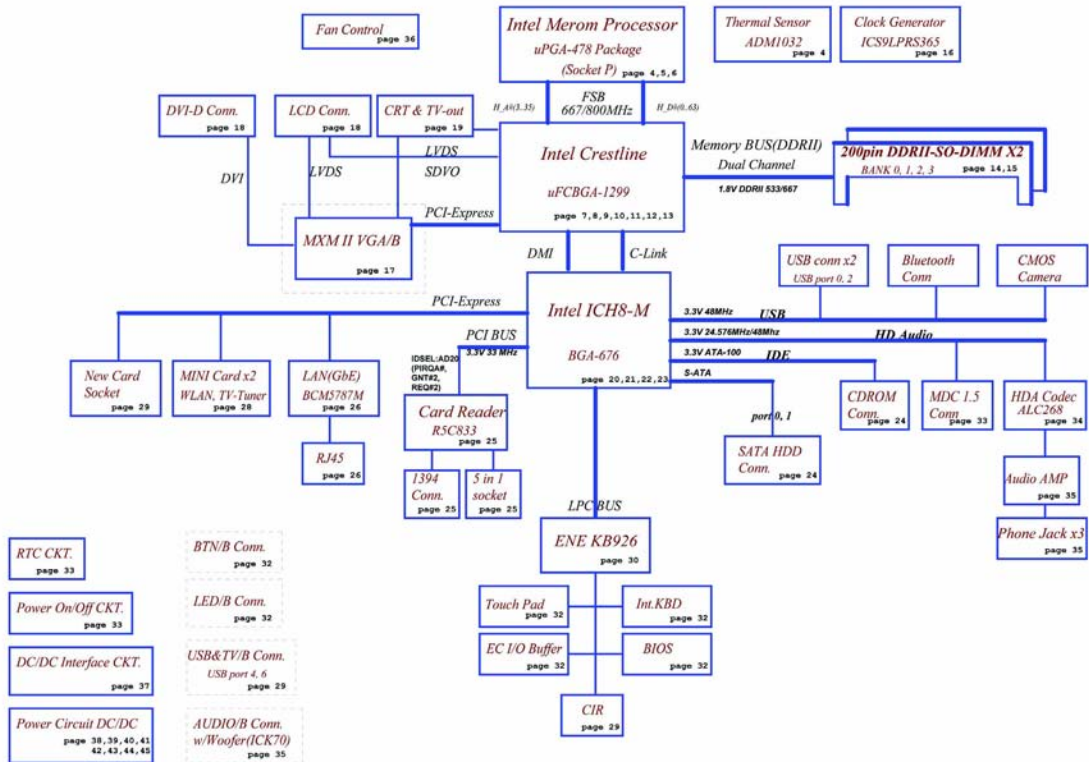 Fan Control
page 36
Intel Merom Processor
uPGA-478 Package
(Socket P)
page 4,5,6
Thermal Sensor
ADM1032
page 4
Clock Generator
ICS9LPRS365
page 16
H_A#(3..35)
FSB
667/800MHz
H_D#(0..63)
DVI-D Conn.
page 18
LCD Conn.
page 18
CRT & TV-out
page 19
LVDS
SDVO
DVI
LVDS
Intel Crestline
uFCBGA-1299
page 7,8,9,10,11,12,13
Memory BUS(DDRII)
Dual Channel
1.8V DDRII 533/667
200pin DDRII-SO-DIMM X2
BANK 0, 1, 2, 3
page 14,15
PCI-Express
MXM II VGA/B
page 17
DMI
C-Link
USB conn x2
USB port 0, 2
Bluetooth
Conn
CMOS
Camera
Intel ICH8-M
BGA-676
page 20,21,22,23
PCI-Express
PCI BUS
3.3V 33 MHz
IDSEL:AD20
(PIRQA#,
GNT#2,
REQ#2)
3.3V 48MHz
USB
3.3V 24.576MHz/48Mhz
HD Audio
3.3V ATA-100
IDE
S-ATA
port 0, 1
New Card
Socket
page 29
MINI Card x2
WLAN, TV-Tuner
page 28
LAN(GbE)
BCM5787M
page 26
RJ45
page 26
Card Reader
R5C833
page 25
1394
Conn.
page 25
5 in 1
socket
page 25
SATA HDD
Conn.
page 24
CDROM
Conn.
page 24
MDC 1.5
Conn
page 33
HDA Codec
ALC268
page 34
Audio AMP
page 35
Phone Jack x3
page 35
LPC BUS
ENE KB926
page 30
Touch Pad
page 32
Int.KBD
page 32
EC I/O Buffer
page 32
BIOS
page 32
CIR
page 29
RTC CKT.
page 33
Power On/Off CKT.
page 33
DC/DC Interface CKT.
page 37
Power Circuit DC/DC
page 38,39,40,41
42,43,44,45
BTN/B Conn.
page 32
LED/B Conn.
page 32
USB&TV/B Conn.
USB port 4, 6
page 29
AUDIO/B Conn.
w/Woofer(ICK70)
page 35